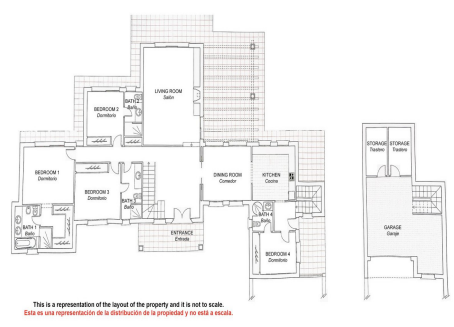 LIVING ROOM
Salón
BEDROOM 2
Dormitorio
BATH 2
Baño
BEDROOM 1
Dormitorio
BEDROOM 3
Dormitorio
BATH 3
Baño
DINING ROOM
Comedor
KITCHEN
Cocina
BATH 1
Baño
BATH 4
Baño
ENTRANCE
Entrada
BEDROOM 4
Dormitorio
STORAGE
Trastero
STORAGE
Trastero
GARAGE
Garaje
This is a representation of the layout of the property and it is not to scale.
Esta es una representación de la distribución de la propiedad y no está a escala.